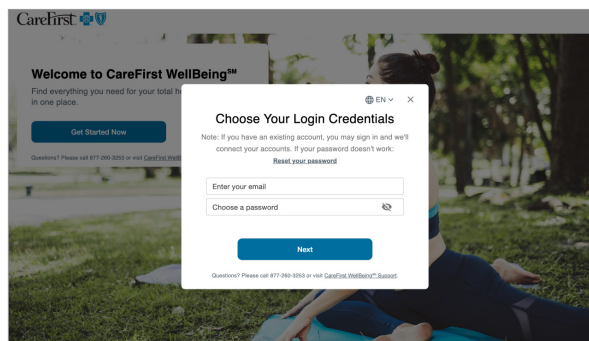 CareFirst
Welcome to CareFirst WellBeing℠
Find everything you need for your total he
in one place.
Get Started Now
Questions? Please call 877-260-3253 or visit CareFirst WellB
EN
Choose Your Login Credentials
Note: If you have an existing account, you may sign in and we'll
connect your accounts. If your password doesn't work:
Reset your password
Enter your email
Choose a password
Next
Questions? Please call 877-260-3253 or visit CareFirst WellBeing℠ Support.